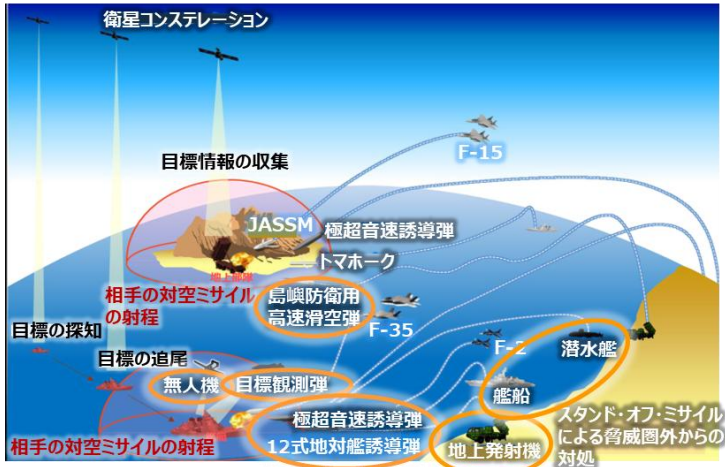 衛星コンステレーション
F-15
目標情報の収集
JASSM
極超音速誘導弾
トマホーク
相手の対空ミサイル
の射程
島嶼防衛用
高速滑空弾
F-35
目標の探知
目標の追尾
F-2
潜水艦
無人機
目標観測弾
艦船
極超音速誘導弾
12式地対艦誘導弾
相手の対空ミサイルの射程
地上発射機
スタンド・オフ・ミサイル
による脅威圏外からの
対処